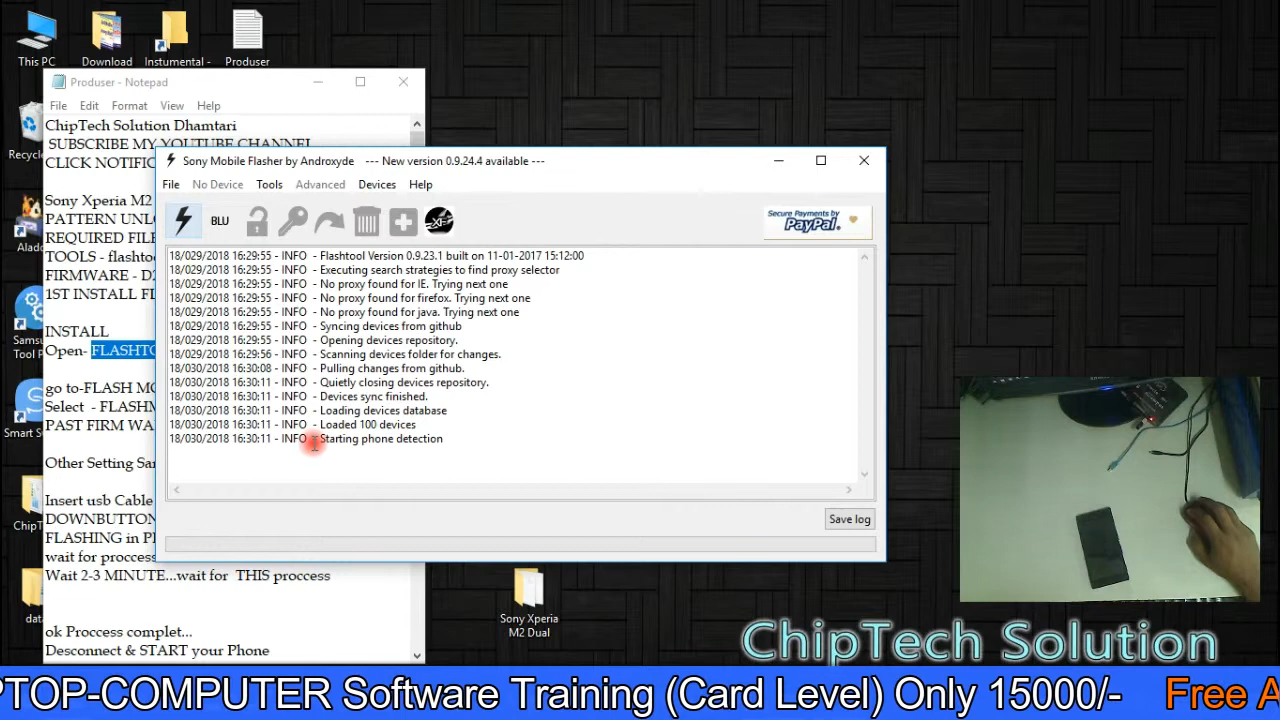 This PC
Download
Instumental -
Produser
Recyc
Alado
Sams
Tool P
Smart S
ChipT
dat
Produser - Notepad
File Edit Format View Help
ChipTech Solution Dhamtari
SUBSCRIBE MY YOUTUBE CHANNEL
CLICK NOTIFIC
Sony Xperia M2
PATTERN UNL
REQUIRED FILE
TOOLS - flashto
FIRMWARE - D2
1ST INSTALL FL
INSTALL
Open- FLASHTO
go to-FLASH MO
Select - FLASHM
PAST FIRM WA
Other Setting Sam
Insert usb Cable
DOWNBUTTON
FLASHING in P
wait for proccess
Wait 2-3 MINUTE...wait for THIS proccess
ok Proccess complet...
Desconnect & START your Phone
Sony Mobile Flasher by Androxyde --- New version 0.9.24.4 available ---
File No Device Tools Advanced Devices Help
BLU
Secure Payments by
PayPal.
18/029/2018 16:29:55 - INFO - Flashtool Version 0.9.23.1 built on 11-01-2017 15:12:00
18/029/2018 16:29:55 - INFO - Executing search strategies to find proxy selector
18/029/2018 16:29:55 - INFO - No proxy found for IE. Trying next one
18/029/2018 16:29:55 - INFO - No proxy found for firefox. Trying next one
18/029/2018 16:29:55 - INFO - No proxy found for java. Trying next one
18/029/2018 16:29:55 - INFO - Syncing devices from github
18/029/2018 16:29:55 - INFO - Opening devices repository.
18/029/2018 16:29:56 - INFO - Scanning devices folder for changes.
18/030/2018 16:30:08 - INFO - Pulling changes from github.
18/030/2018 16:30:11 - INFO - Quietly closing devices repository.
18/030/2018 16:30:11 - INFO - Devices sync finished.
18/030/2018 16:30:11 - INFO - Loading devices database
18/030/2018 16:30:11 - INFO - Loaded 100 devices
18/030/2018 16:30:11 - INFO - Starting phone detection
Save log
Sony Xperia
M2 Dual
ChipTech Solution
PTOP-COMPUTER Software Training (Card Level) Only 15000/- Free A